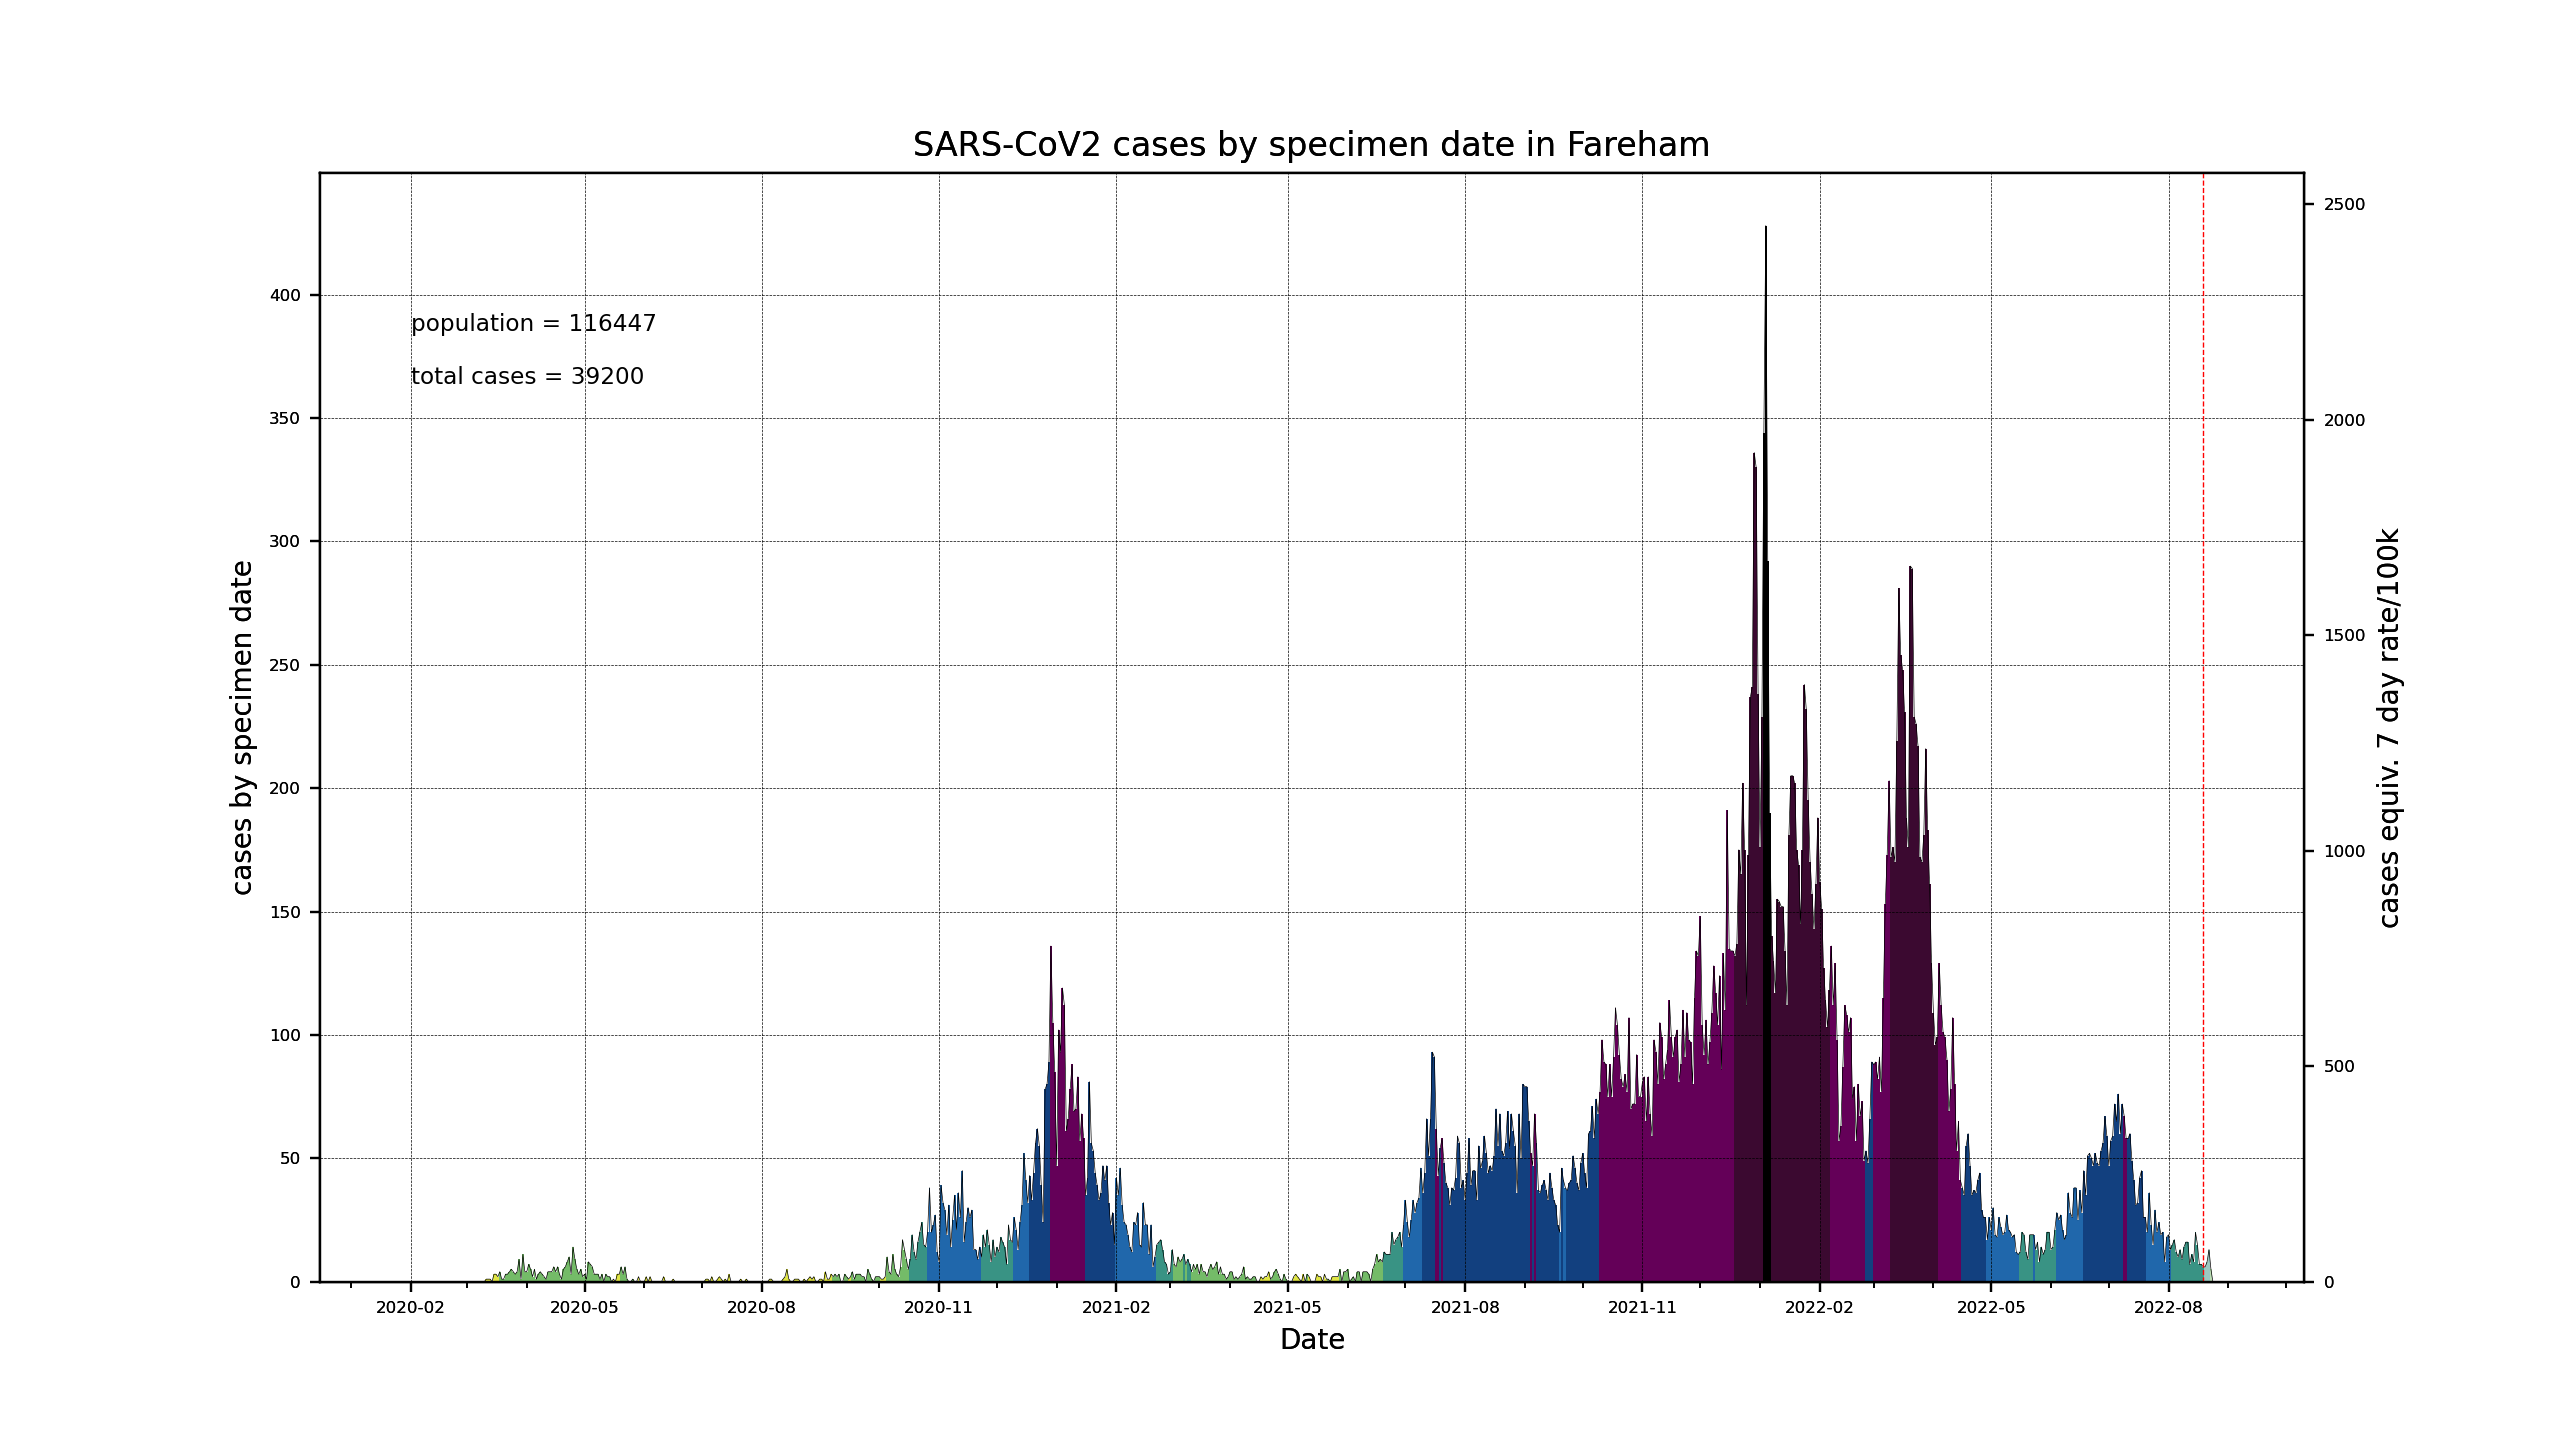 SARS-CoV2 cases by specimen date in Fareham
population = 116447
total cases = 39200
cases by specimen date
400
350
300
250
200
150
100
50
0
2500
2000
1500
1000
500
0
cases equiv. 7 day rate/100k
2020-02 2020-05 2020-08 2020-11 2021-02 2021-05 2021-08 2021-11 2022-02 2022-05 2022-08
Date